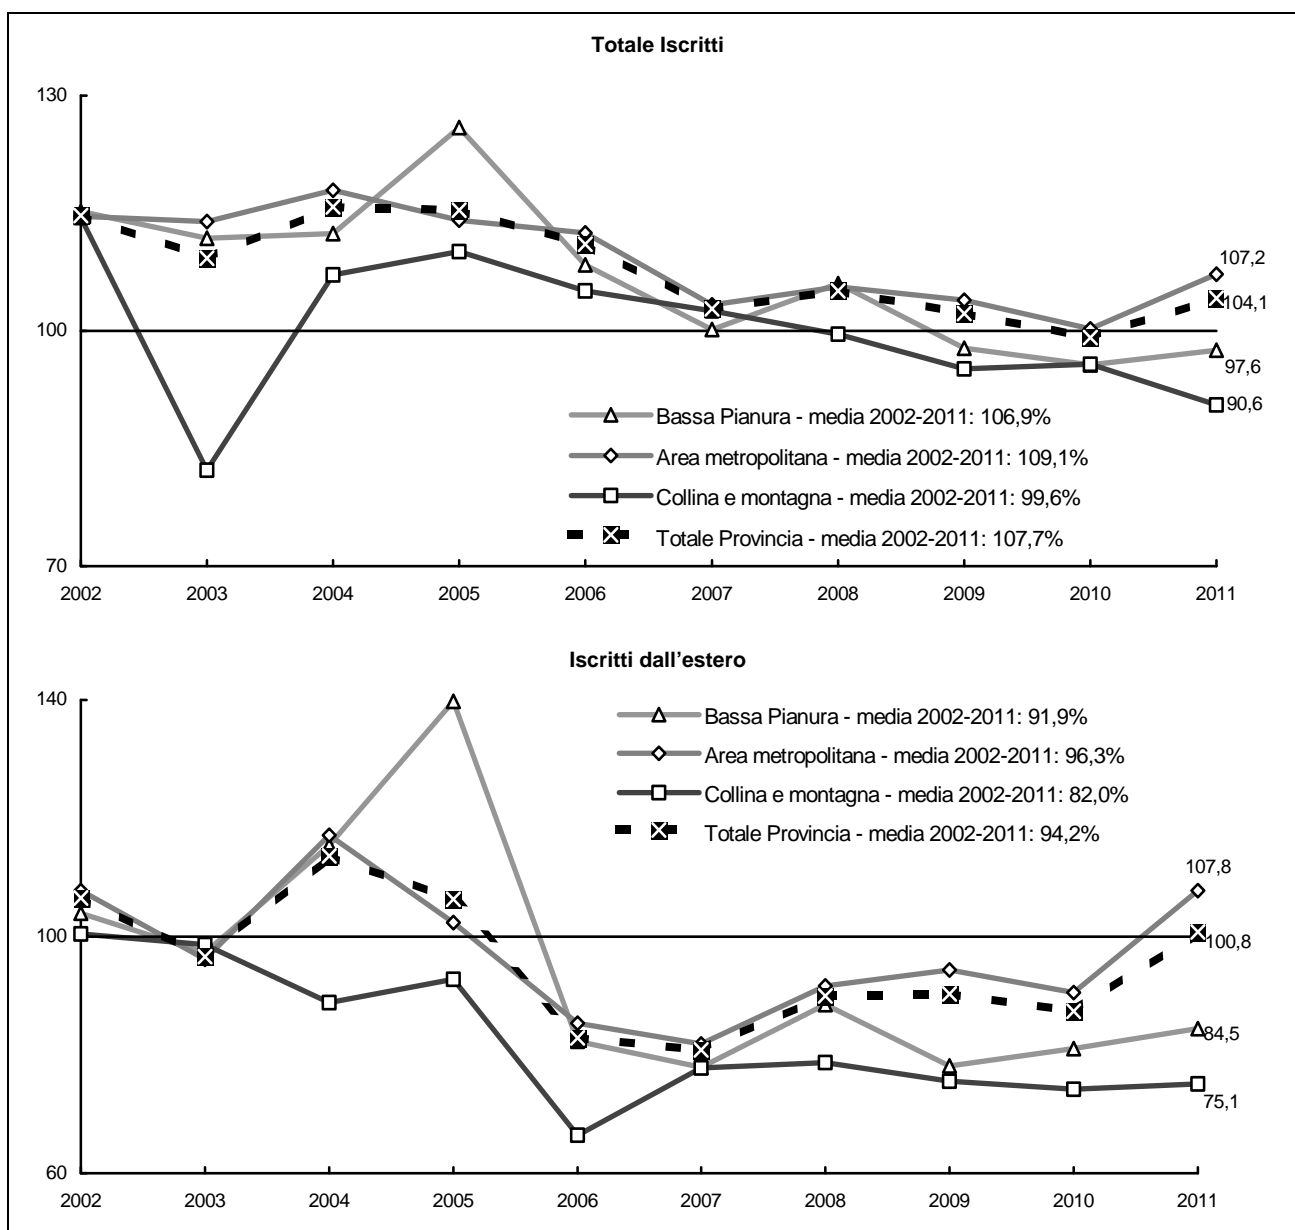 Totale Iscritti
130
100
70
107,2
104,1
97,6
90,6
Bassa Pianura - media 2002-2011: 106,9%
Area metropolitana - media 2002-2011: 109,1%
Collina e montagna - media 2002-2011: 99,6%
Totale Provincia - media 2002-2011: 107,7%
2002 2003 2004 2005 2006 2007 2008 2009 2010 2011
Iscritti dall'estero
140
100
60
Bassa Pianura - media 2002-2011: 91,9%
Area metropolitana - media 2002-2011: 96,3%
Collina e montagna - media 2002-2011: 82,0%
Totale Provincia - media 2002-2011: 94,2%
107,8
100,8
84,5
75,1
2002 2003 2004 2005 2006 2007 2008 2009 2010 2011